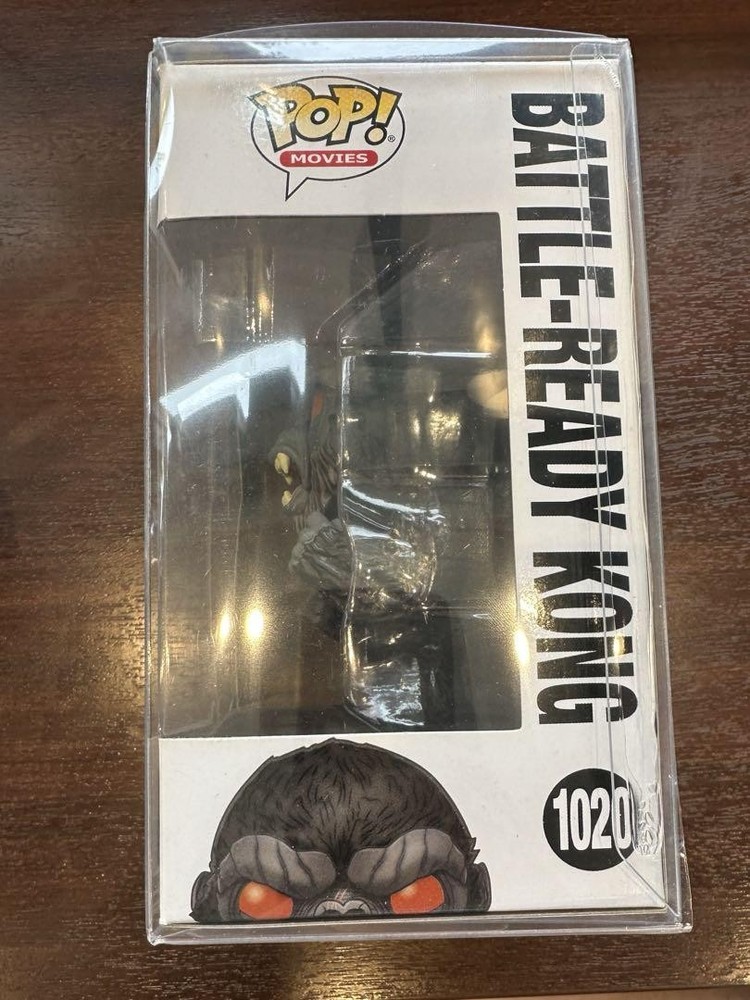 POP!
MOVIES
BATTLE-READY KONG
1020